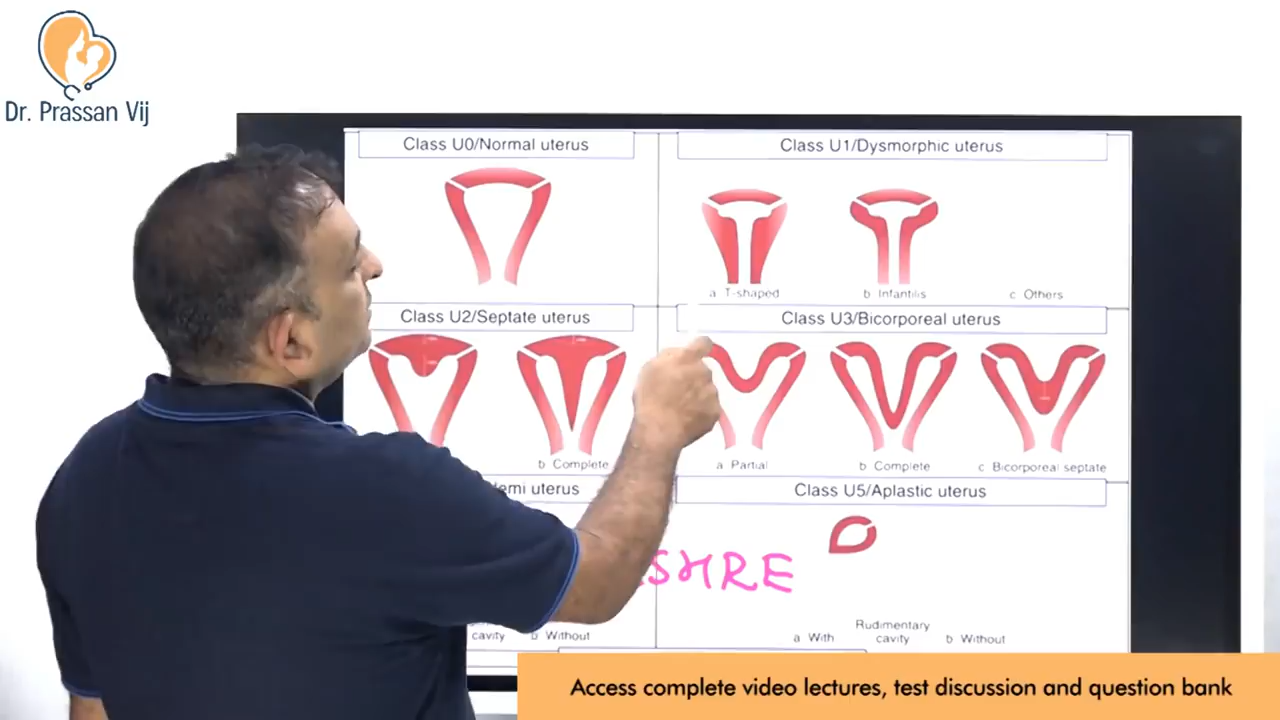 Dr. Prassan Vij
Class U0/Normal uterus
Class U1/Dysmorphic uterus
a T-shaped
b Infantilis
c Others
Class U2/Septate uterus
Class U3/Bicorporeal uterus
b Complete
a Partial
b Complete
c Bicorporeal septate
uterus
Class U5/Aplastic uterus
SHRE
cavity b Without
a With
Rudimentary
cavity
b Without
Access complete video lectures, test discussion and question bank